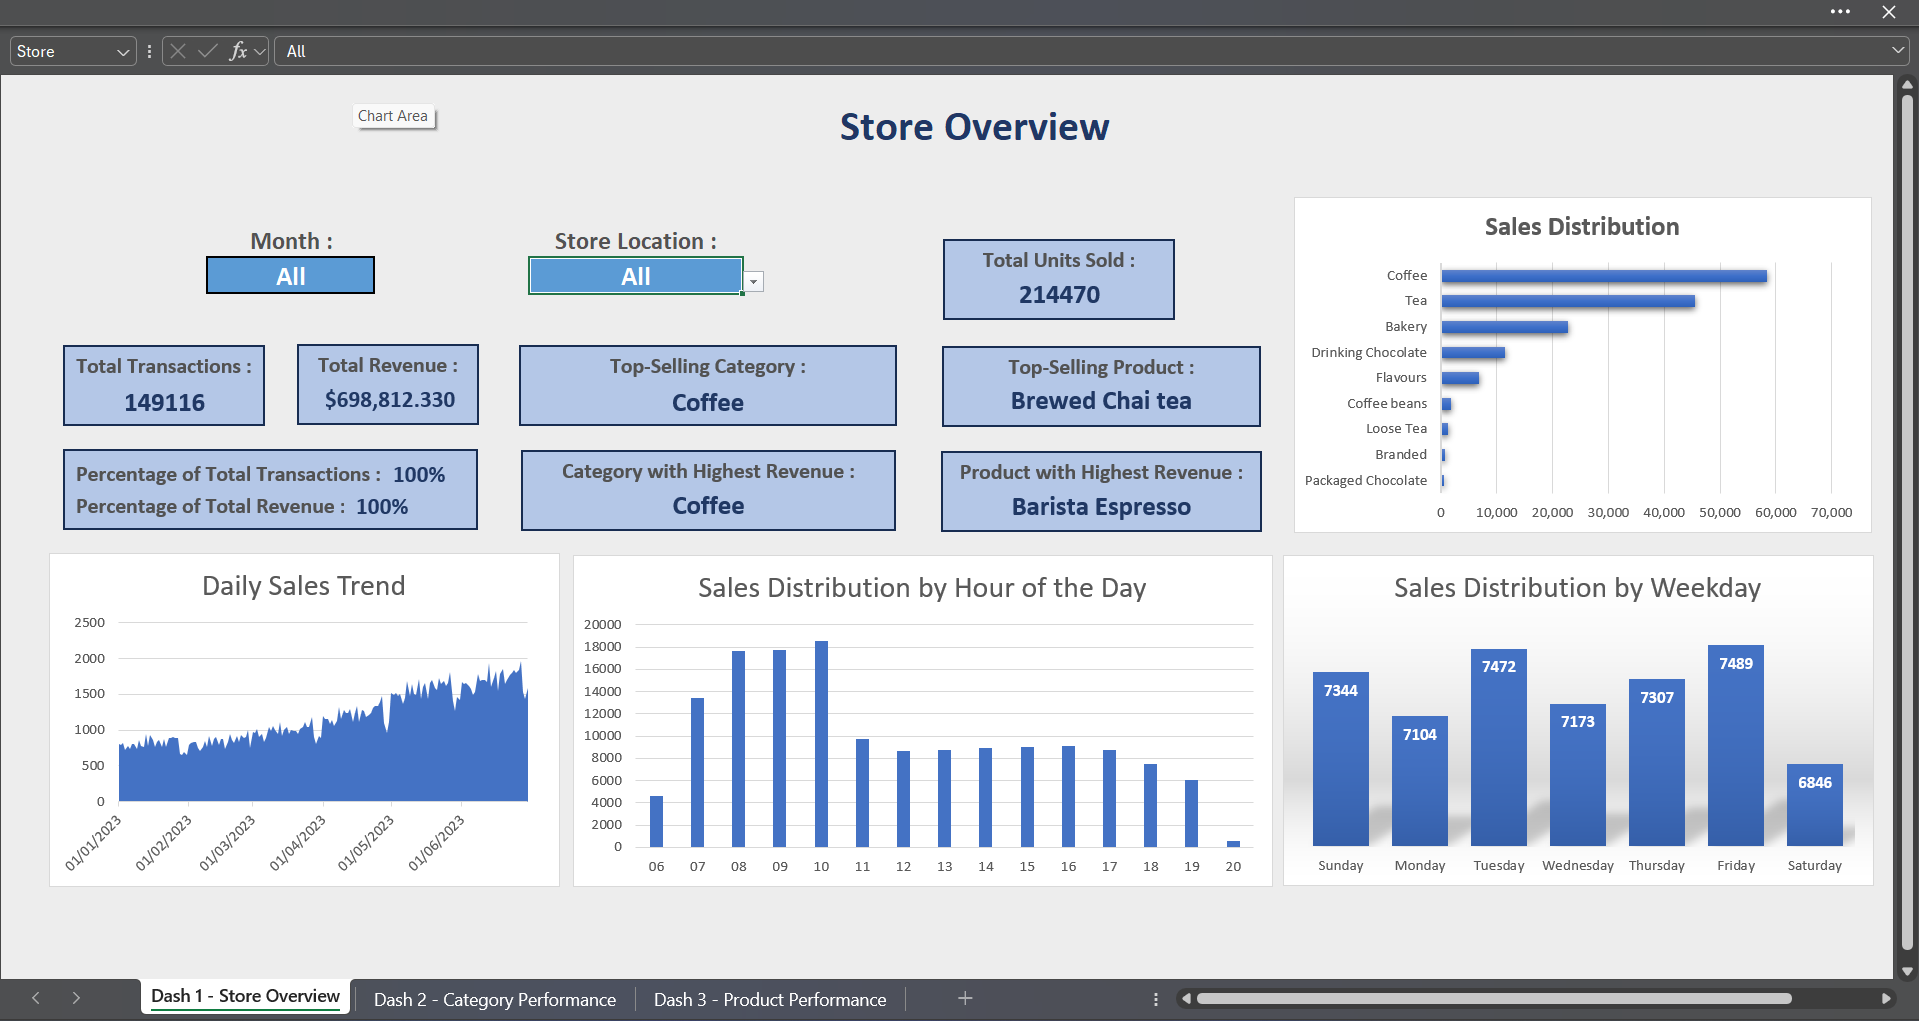 Store
fx
All
Chart Area
Store Overview
Month :
All
Store Location :
All
Total Units Sold :
214470
Total Transactions :
149116
Total Revenue :
$698,812.330
Top-Selling Category :
Coffee
Top-Selling Product :
Brewed Chai tea
Percentage of Total Transactions : 100%
Percentage of Total Revenue : 100%
Category with Highest Revenue :
Coffee
Product with Highest Revenue :
Barista Espresso
Sales Distribution
Coffee
Tea
Bakery
Drinking Chocolate
Flavours
Coffee beans
Loose Tea
Branded
Packaged Chocolate
0 10,000 20,000 30,000 40,000 50,000 60,000 70,000
Daily Sales Trend
2500
2000
1500
1000
500
0
01/01/2023 01/02/2023 01/03/2023 01/04/2023 01/05/2023 01/06/2023
Sales Distribution by Hour of the Day
20000
18000
16000
14000
12000
10000
8000
6000
4000
2000
0
06 07 08 09 10 11 12 13 14 15 16 17 18 19 20
Sales Distribution by Weekday
7344 7104 7472 7173 7307 7489 6846
Sunday Monday Tuesday Wednesday Thursday Friday Saturday
Dash 1 - Store Overview
Dash 2 - Category Performance
Dash 3 - Product Performance